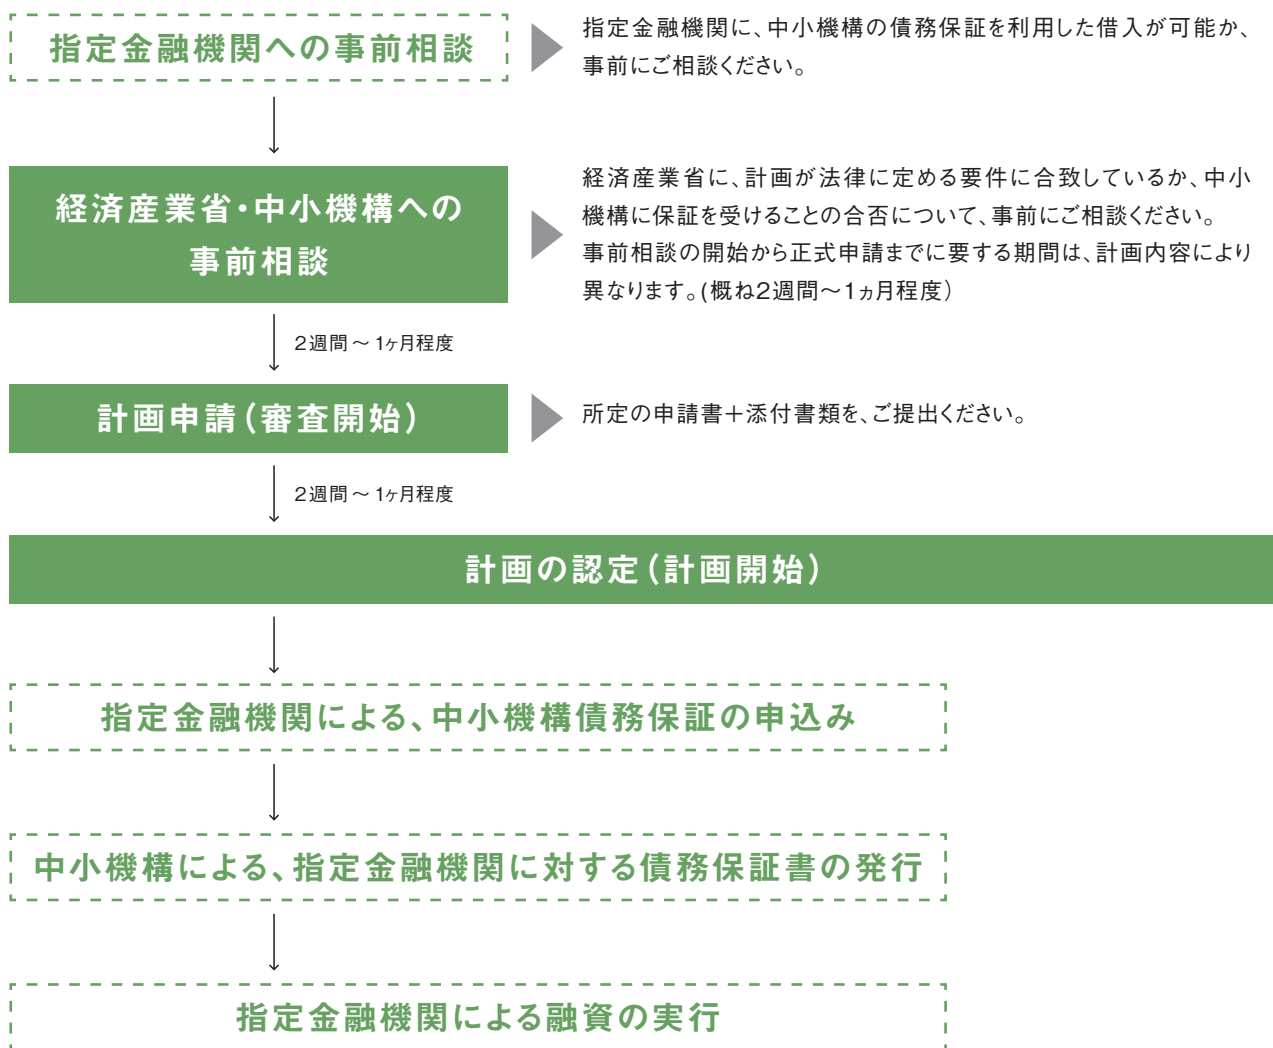 指定金融機関への事前相談
指定金融機関に、中小機構の債務保証を利用した借入が可能か、
事前にご相談ください。
経済産業省・中小機構への
事前相談
経済産業省に、計画が法律に定める要件に合致しているか、中小
機構に保証を受けることの合否について、事前にご相談ください。
事前相談の開始から正式申請までに要する期間は、計画内容により
異なります。(概ね2週間～1ヵ月程度）
2週間～1ヶ月程度
計画申請（審査開始）
所定の申請書＋添付書類を、ご提出ください。
2週間～1ヶ月程度
計画の認定（計画開始）
指定金融機関による、中小機構債務保証の申込み
中小機構による、指定金融機関に対する債務保証書の発行
指定金融機関による融資の実行